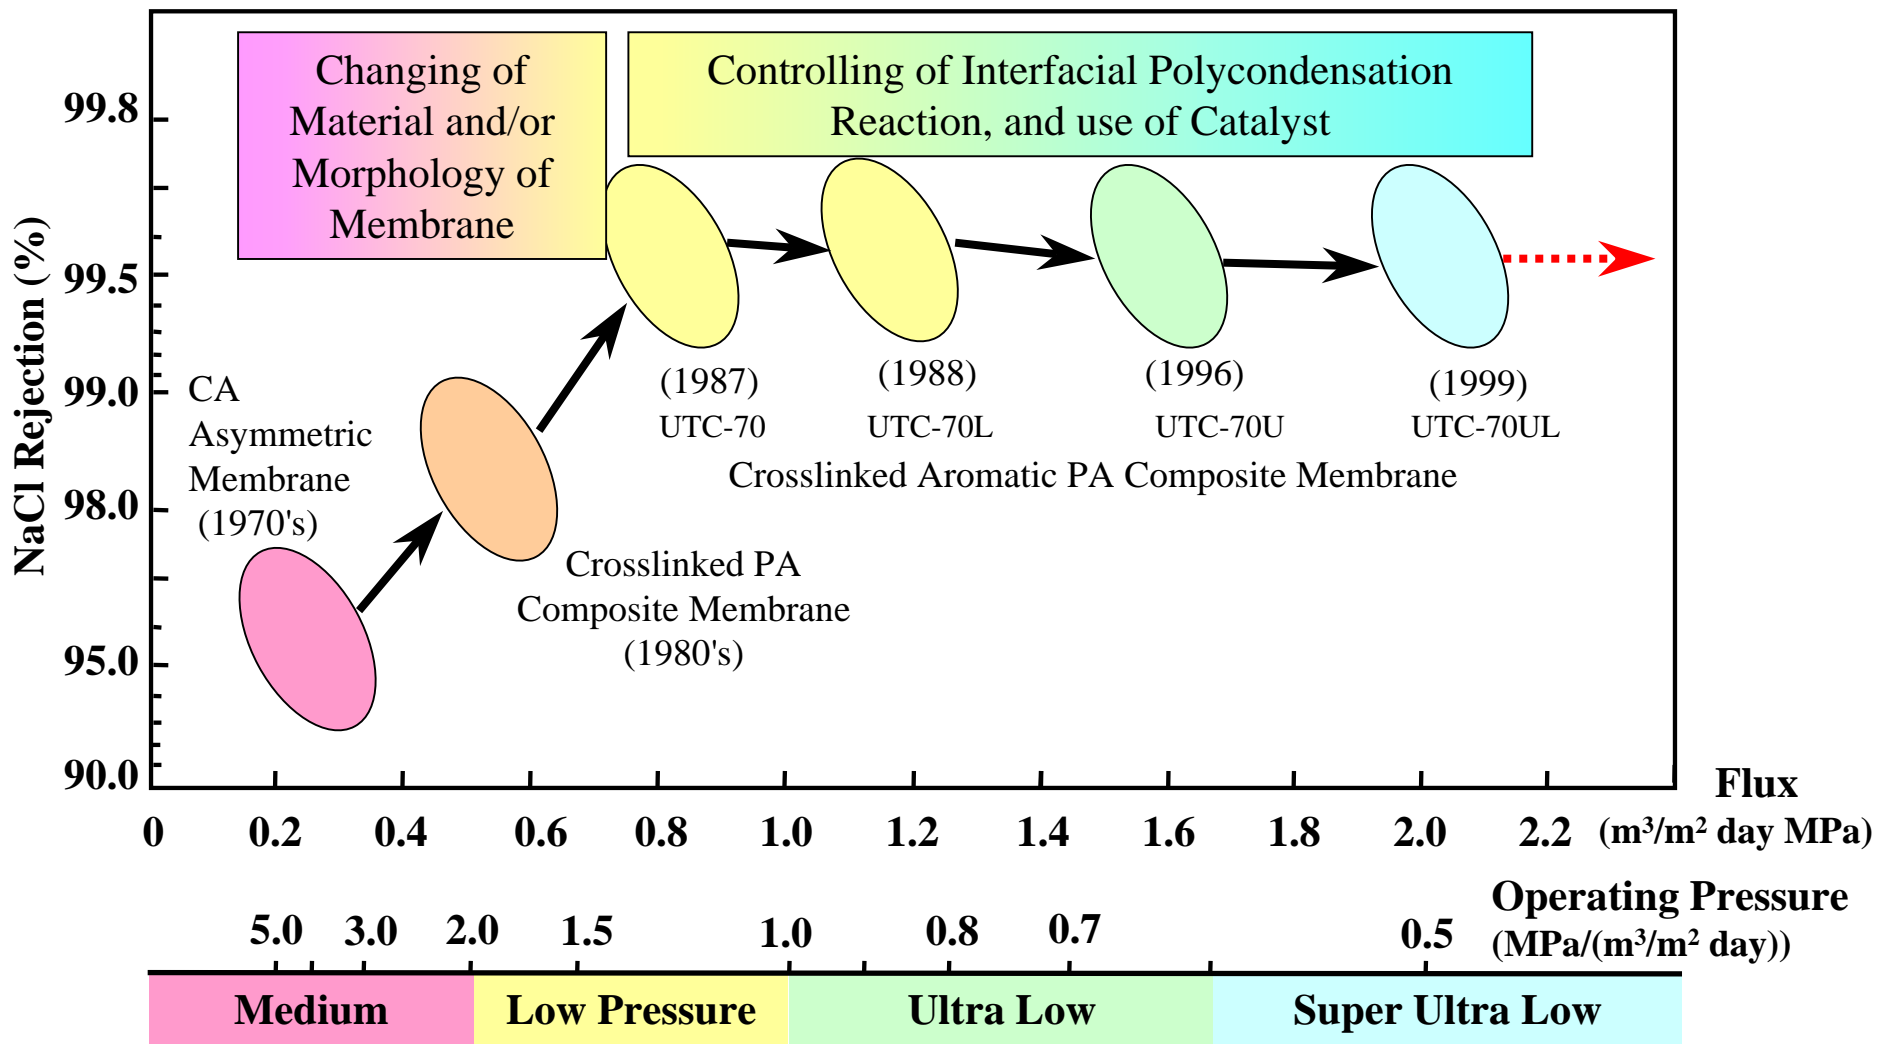 Changing of
Material and/or
Morphology of
Membrane
Controlling of Interfacial Polycondensation
Reaction, and use of Catalyst
NaCl Rejection (%)
99.8
99.5
99.0
98.0
95.0
90.0
CA
Asymmetric
Membrane
(1970's)
Crosslinked PA
Composite Membrane
(1980's)
(1987)
UTC-70
(1988)
UTC-70L
(1996)
UTC-70U
(1999)
UTC-70UL
Crosslinked Aromatic PA Composite Membrane
0 0.2 0.4 0.6 0.8 1.0 1.2 1.4 1.6 1.8 2.0 2.2
Flux
(m³/m² day MPa)
5.0 3.0 2.0 1.5 1.0 0.8 0.7 0.5
Operating Pressure
(MPa/(m³/m² day))
Medium Low Pressure Ultra Low Super Ultra Low